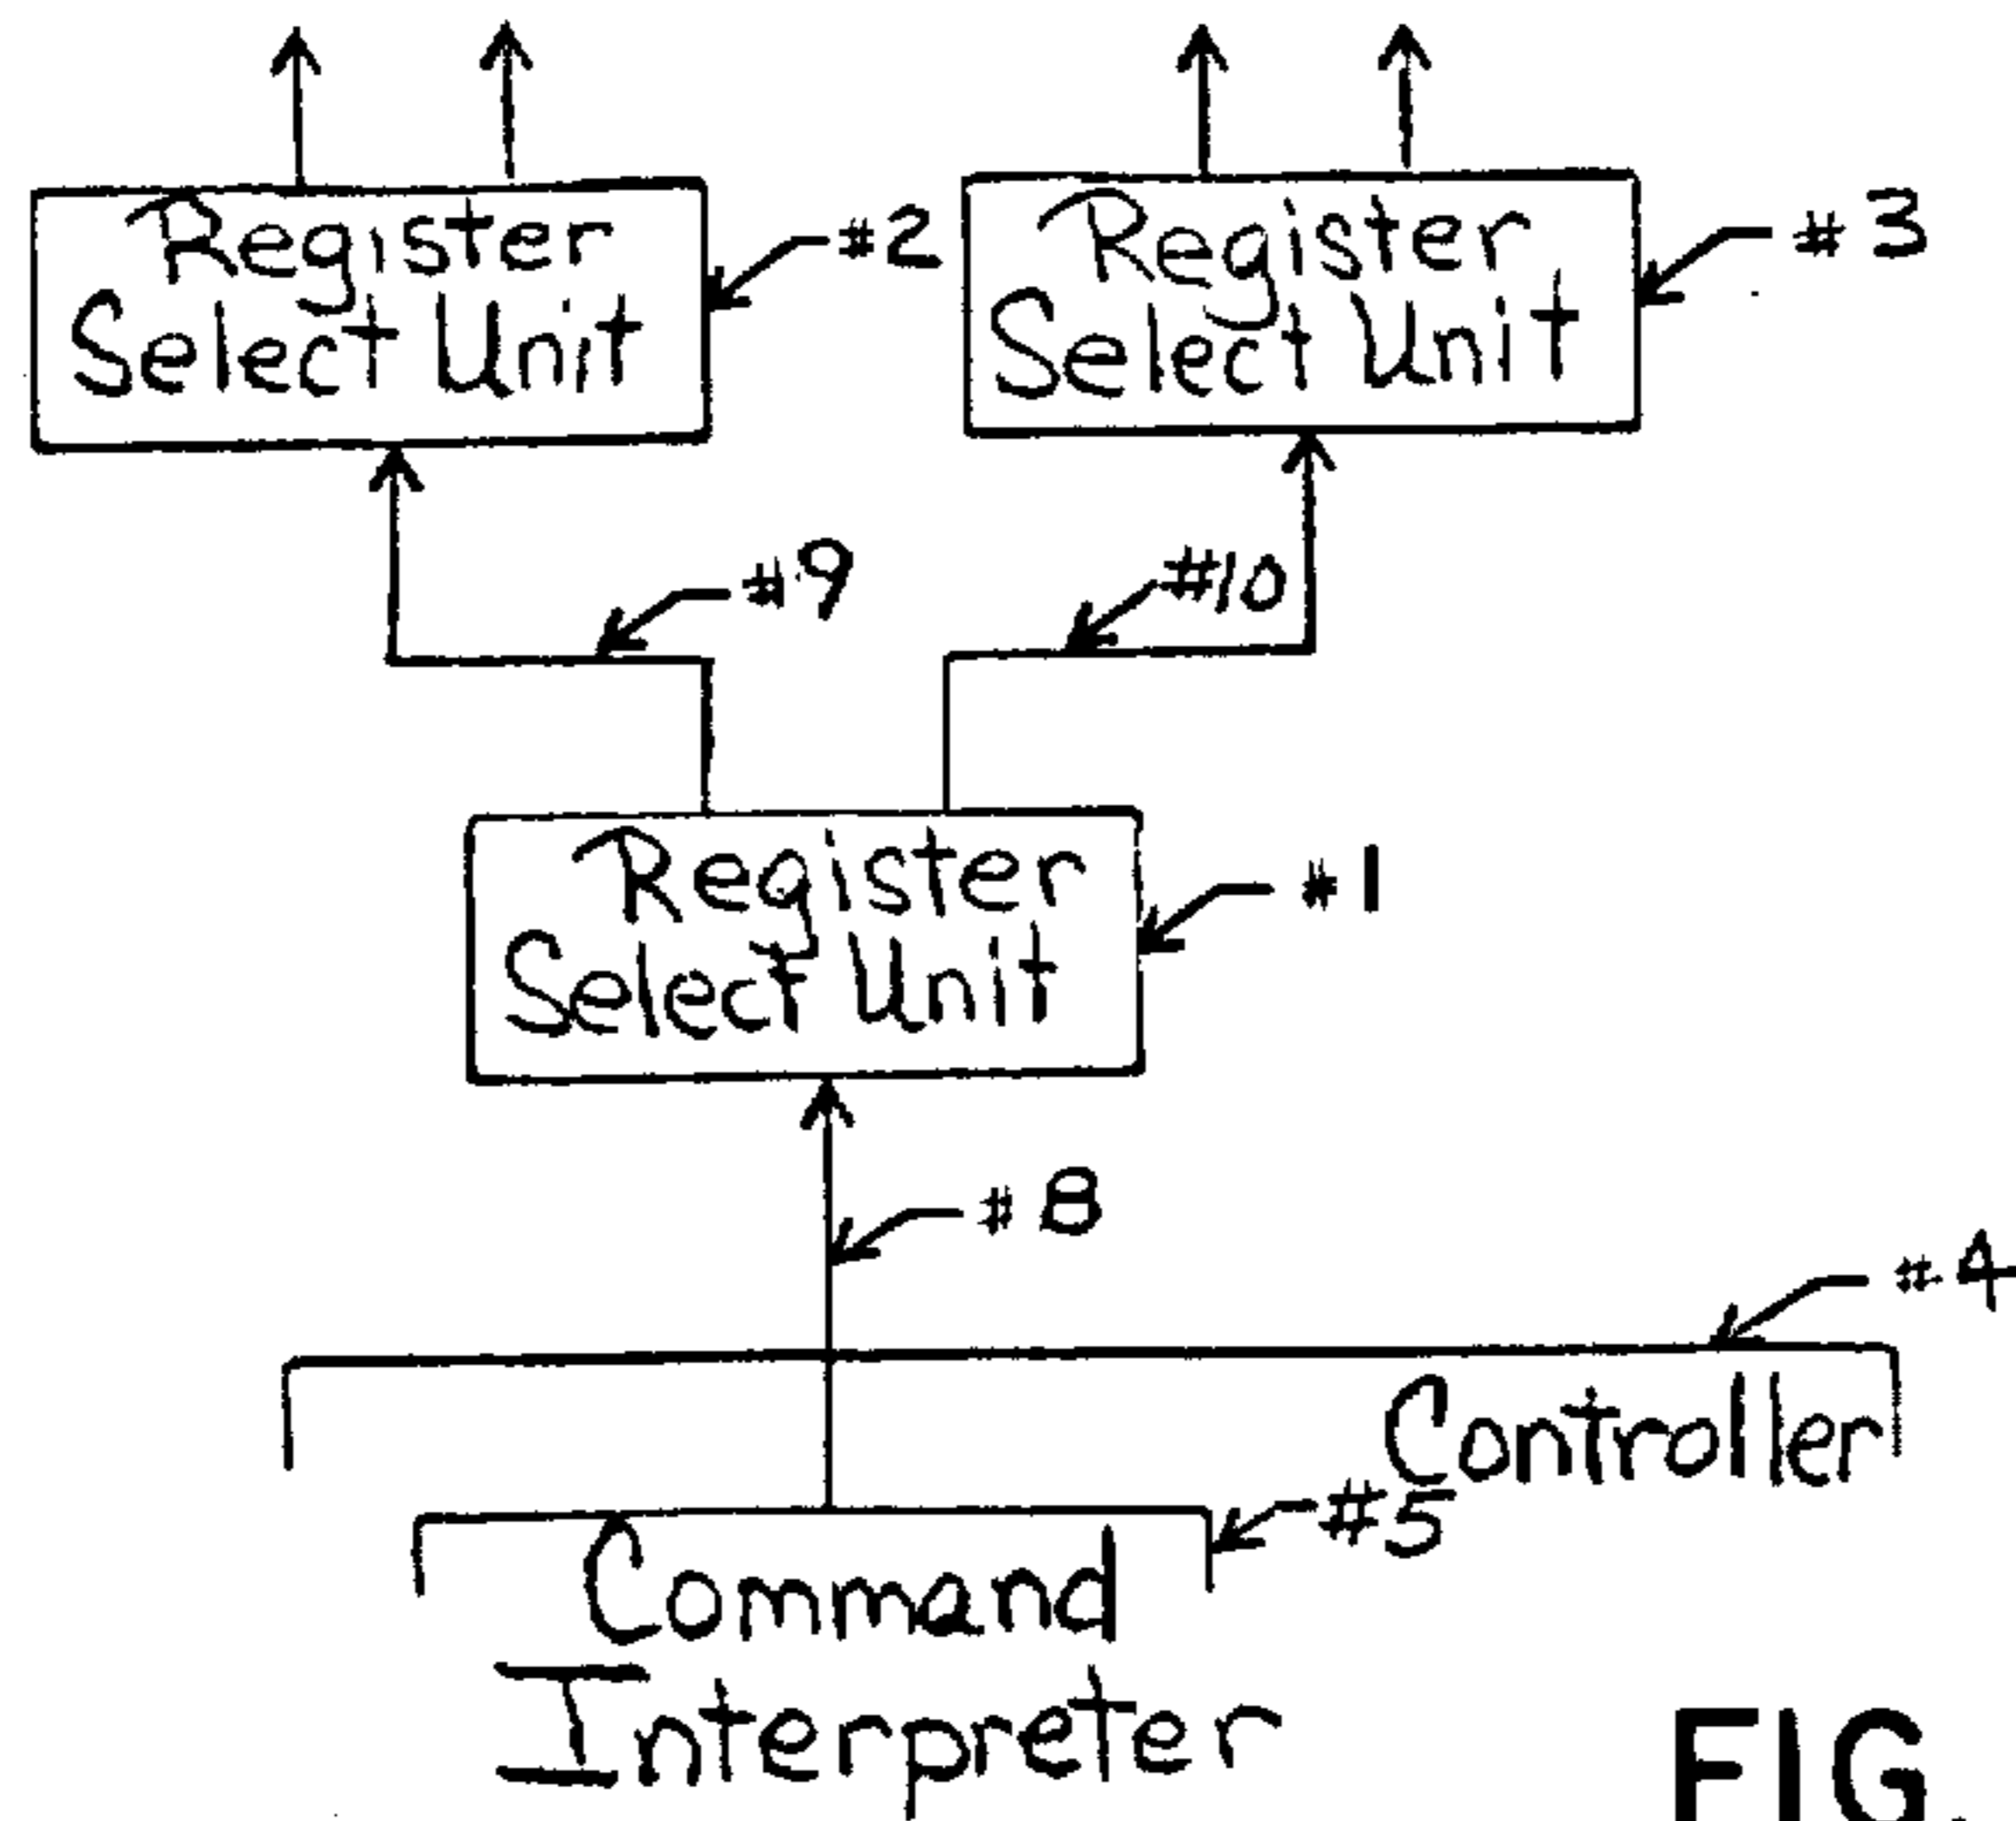 Register
Select Unit
#2
Register
Select Unit
#3
#9
#10
Register
Select Unit
#1
#8
#4
Controller
#5
Command
Interpreter
FIG.